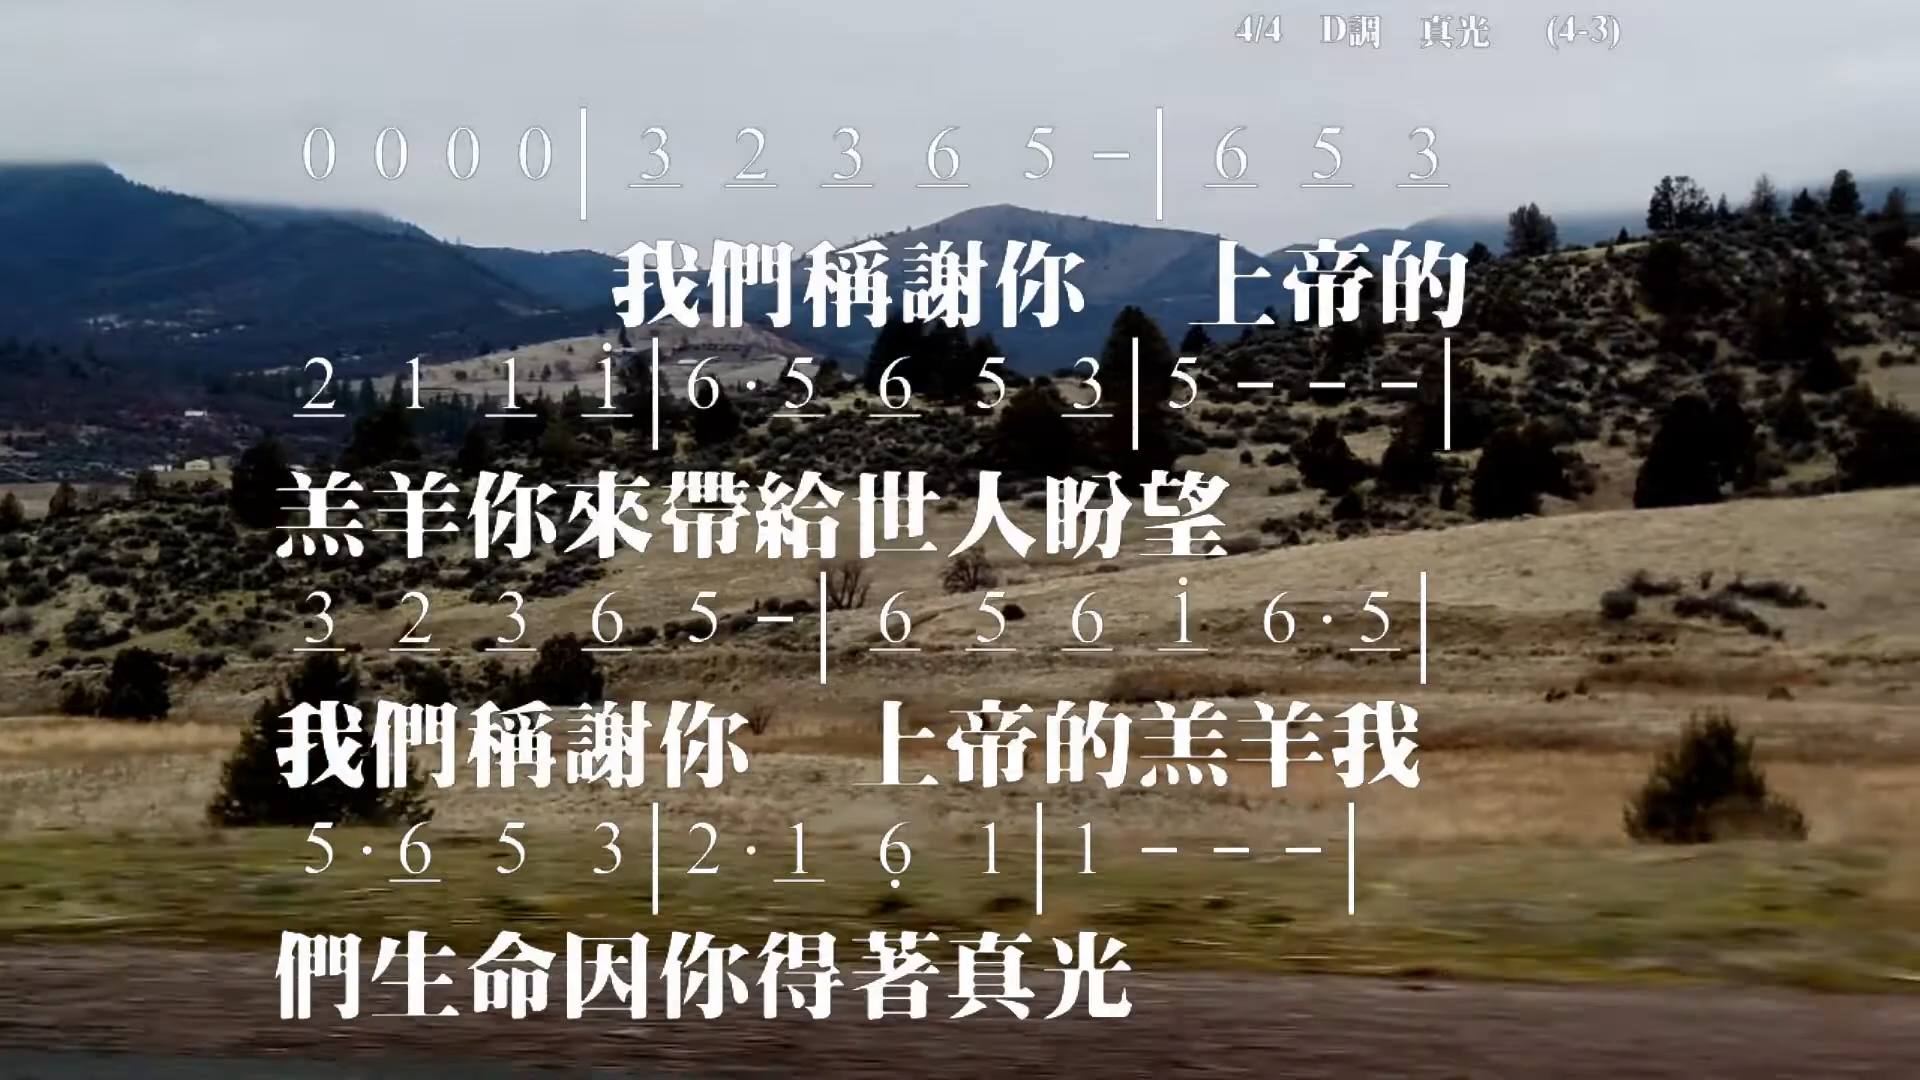 4/4 D調 真光 (4-3)
0 0 0 0 | 3 2 3 6 5 – | 6 5 3
我們稱謝你 上帝的
2 1 1 i | 6 · 5 6 5 3 | 5 – – – |
羔羊你來帶給世人盼望
3 2 3 6 5 – | 6 5 6 i 6 · 5 |
我們稱謝你 上帝的羔羊我
5 · 6 5 3 | 2 · 1 6̣ 1 | 1 – – – |
們生命因你得著真光